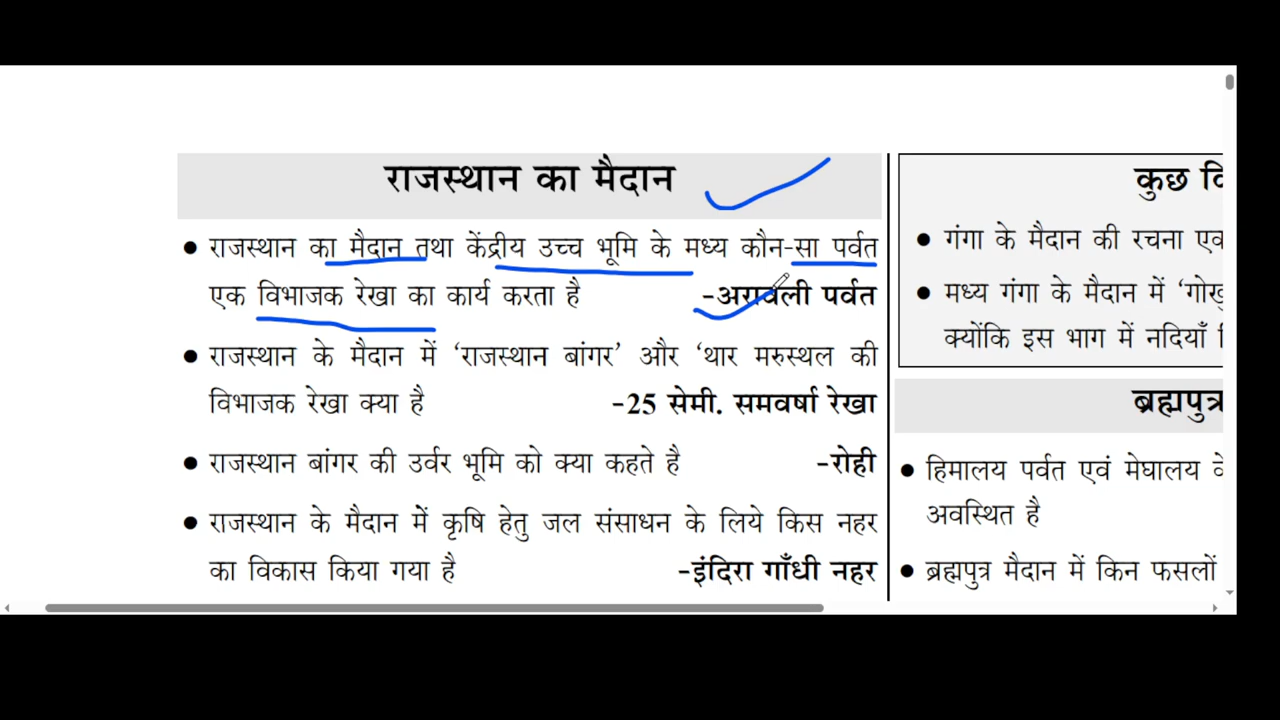 राजस्थान का मैदान
● राजस्थान का मैदान तथा केंद्रीय उच्च भूमि के मध्य कौन-सा पर्वत
एक विभाजक रेखा का कार्य करता है -अरावली पर्वत
● राजस्थान के मैदान में ‘राजस्थान बांगर’ और ‘थार मरुस्थल की
विभाजक रेखा क्या है -25 सेमी. समवर्षा रेखा
● राजस्थान बांगर की उर्वर भूमि को क्या कहते है -रोही
● राजस्थान के मैदान में कृषि हेतु जल संसाधन के लिये किस नहर
का विकास किया गया है -इंदिरा गाँधी नहर
कुछ
● गंगा के मैदान की रचना
● मध्य गंगा के मैदान में
क्योंकि इस भाग में नदियाँ
ब्रह्मपुत्र
● हिमालय पर्वत एवं मेघालय
अवस्थित है
● ब्रह्मपुत्र मैदान में किन फसलों